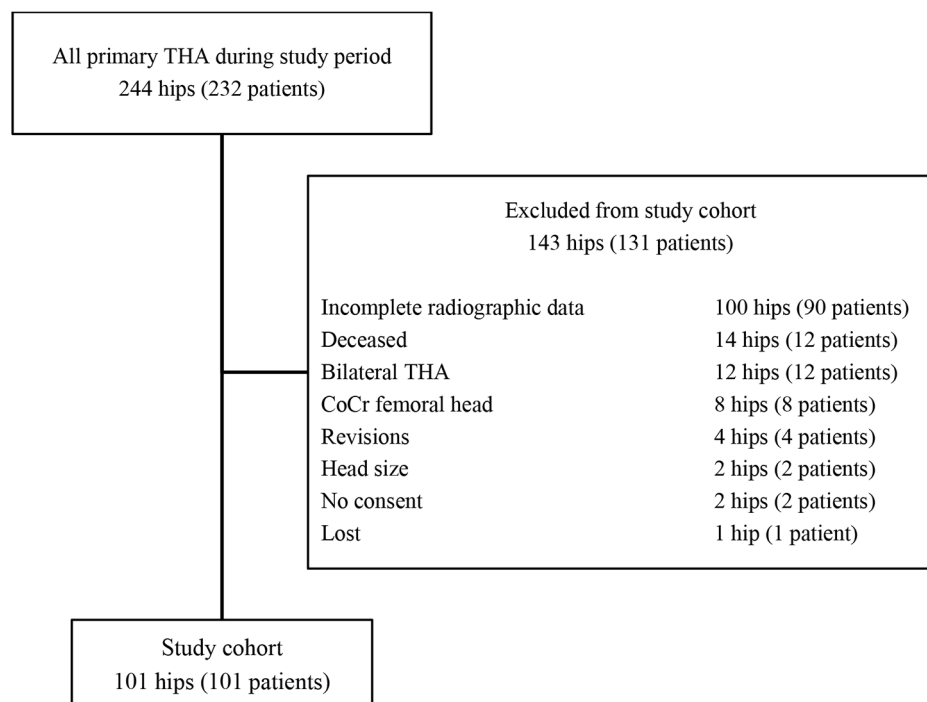 All primary THA during study period
244 hips (232 patients)
Excluded from study cohort
143 hips (131 patients)
Incomplete radiographic data 100 hips (90 patients)
Deceased 14 hips (12 patients)
Bilateral THA 12 hips (12 patients)
CoCr femoral head 8 hips (8 patients)
Revisions 4 hips (4 patients)
Head size 2 hips (2 patients)
No consent 2 hips (2 patients)
Lost 1 hip (1 patient)
Study cohort
101 hips (101 patients)